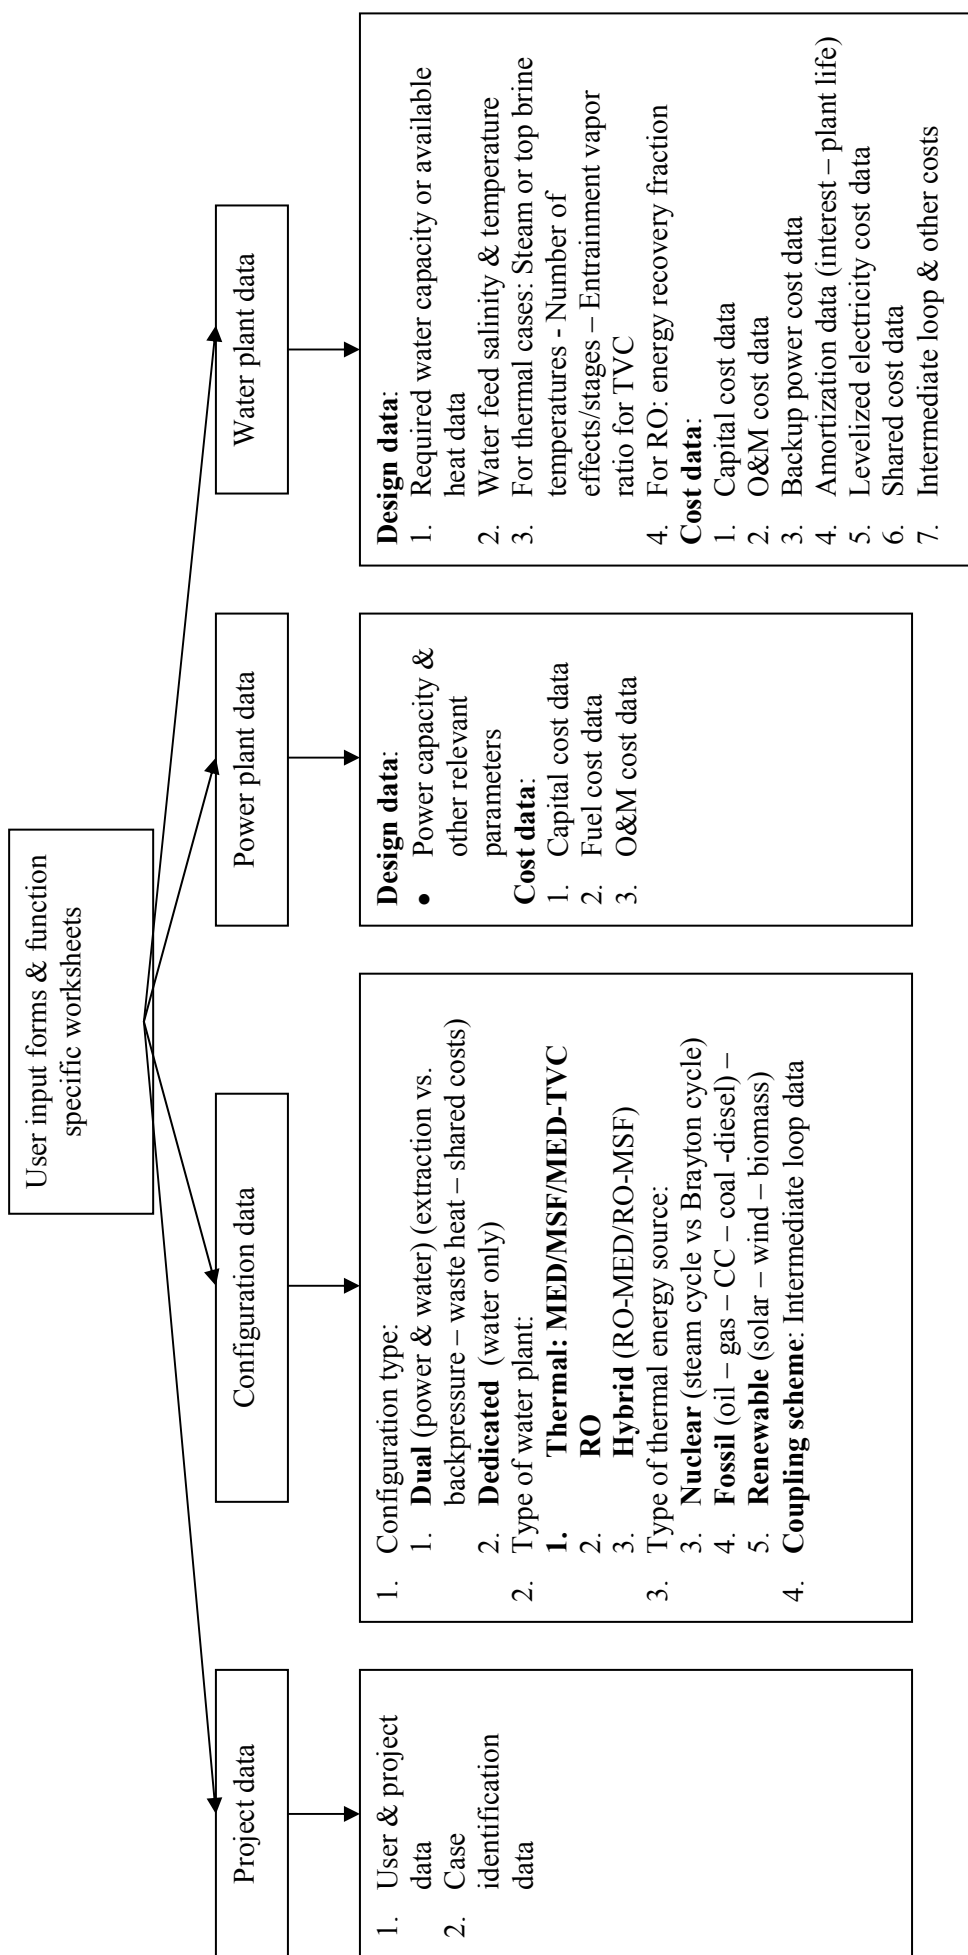 User input forms & function
specific worksheets
Project data
1. User & project
data
2. Case
identification
data
Configuration data
1. Configuration type:
1. Dual (power & water) (extraction vs.
backpressure – waste heat – shared costs)
2. Dedicated (water only)
2. Type of water plant:
1. Thermal: MED/MSF/MED-TVC
2. RO
3. Hybrid (RO-MED/RO-MSF)
3. Type of thermal energy source:
3. Nuclear (steam cycle vs Brayton cycle)
4. Fossil (oil – gas – CC – coal -diesel) –
5. Renewable (solar – wind – biomass)
4. Coupling scheme: Intermediate loop data
Power plant data
Design data:
• Power capacity &
other relevant
parameters
Cost data:
1. Capital cost data
2. Fuel cost data
3. O&M cost data
Water plant data
Design data:
1. Required water capacity or available
heat data
2. Water feed salinity & temperature
3. For thermal cases: Steam or top brine
temperatures - Number of
effects/stages – Entrainment vapor
ratio for TVC
4. For RO: energy recovery fraction
Cost data:
1. Capital cost data
2. O&M cost data
3. Backup power cost data
4. Amortization data (interest – plant life)
5. Levelized electricity cost data
6. Shared cost data
7. Intermediate loop & other costs